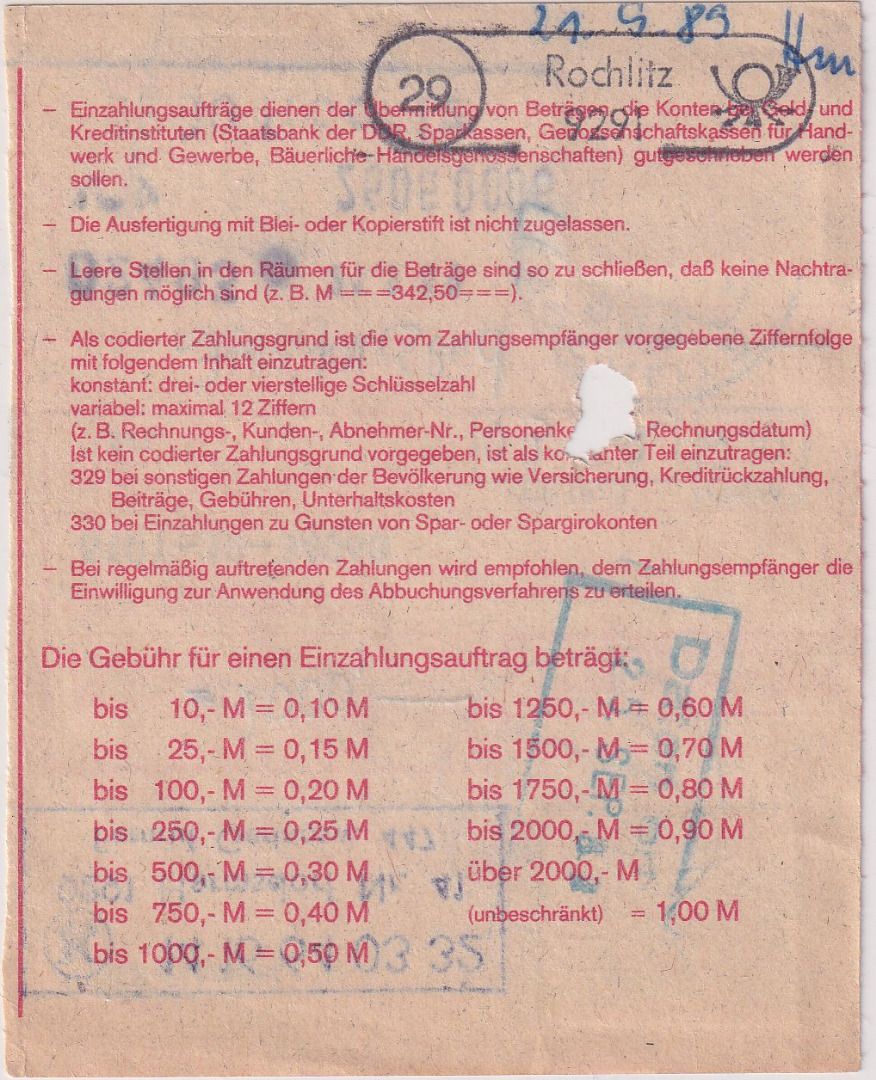 21. 9. 89
29
Rochlitz
9291
— Einzahlungsaufträge dienen der Übermittlung von Beträgen, die Konten bei Geld- und
Kreditinstituten (Staatsbank der DDR, Sparkassen, Genossenschaftskassen für Hand-
werk und Gewerbe, Bäuerliche Handelsgenossenschaften) gutgeschrieben werden
sollen.
— Die Ausfertigung mit Blei- oder Kopierstift ist nicht zugelassen.
— Leere Stellen in den Räumen für die Beträge sind so zu schließen, daß keine Nachtra-
gungen möglich sind (z. B. M ===342,50===).
— Als codierter Zahlungsgrund ist die vom Zahlungsempfänger vorgegebene Ziffernfolge
mit folgendem Inhalt einzutragen:
konstant: drei- oder vierstellige Schlüsselzahl
variabel: maximal 12 Ziffern
(z. B. Rechnungs-, Kunden-, Abnehmer-Nr., Personenke Rechnungsdatum)
Ist kein codierter Zahlungsgrund vorgegeben, ist als konstanter Teil einzutragen:
329 bei sonstigen Zahlungen der Bevölkerung wie Versicherung, Kreditrückzahlung,
Beiträge, Gebühren, Unterhaltskosten
330 bei Einzahlungen zu Gunsten von Spar- oder Spargirokonten
— Bei regelmäßig auftretenden Zahlungen wird empfohlen, dem Zahlungsempfänger die
Einwilligung zur Anwendung des Abbuchungsverfahrens zu erteilen.
Die Gebühr für einen Einzahlungsauftrag beträgt:
bis 10,- M = 0,10 M
bis 25,- M = 0,15 M
bis 100,- M = 0,20 M
bis 250,- M = 0,25 M
bis 500,- M = 0,30 M
bis 750,- M = 0,40 M
bis 1000,- M = 0,50 M
bis 1250,- M = 0,60 M
bis 1500,- M = 0,70 M
bis 1750,- M = 0,80 M
bis 2000,- M = 0,90 M
über 2000,- M
(unbeschränkt) = 1,00 M